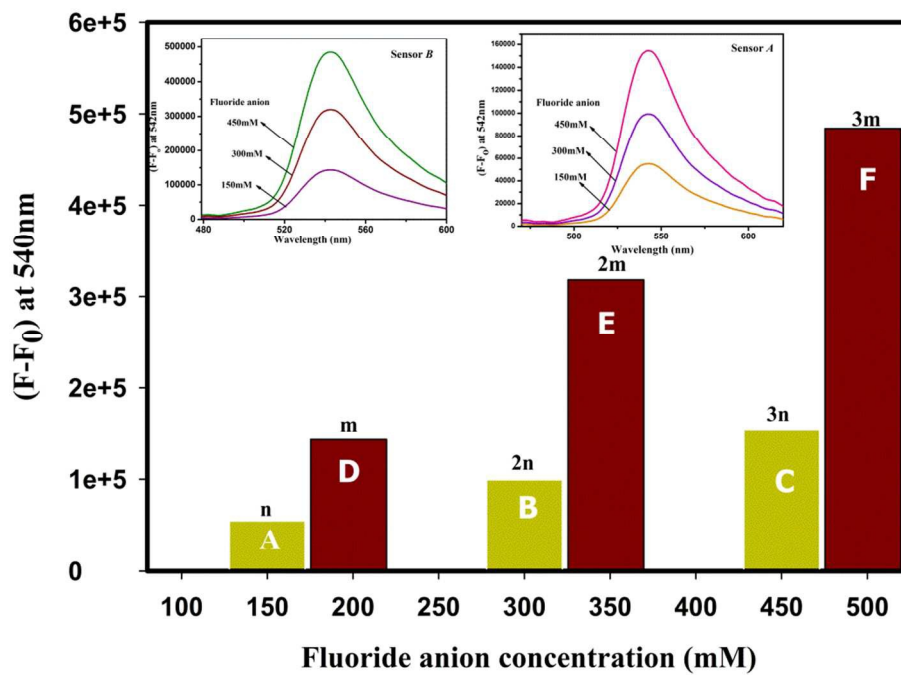 6e+5
5e+5
4e+5
3e+5
2e+5
1e+5
0
(F-F0) at 540nm
500000
400000
300000
200000
100000
0
(F-Fo) at 542nm
Sensor B
Fluoride anion
450mM
300mM
150mM
480 520 560 600
Wavelength (nm)
160000
140000
120000
100000
80000
60000
40000
20000
0
(F-F0) at 542nm
Sensor A
Fluoride anion
450mM
300mM
150mM
500 550 600
Wavelength (nm)
n
A
m
D
2n
B
2m
E
3n
C
3m
F
100 150 200 250 300 350 400 450 500
Fluoride anion concentration (mM)